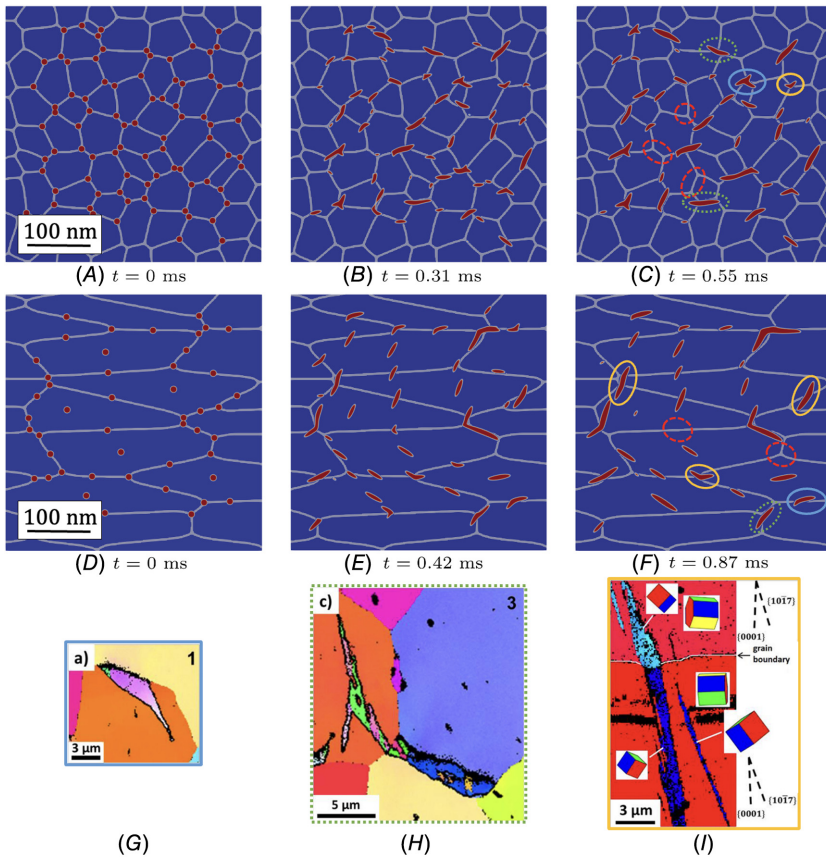 100 nm
(A) t = 0 ms
(B) t = 0.31 ms
(C) t = 0.55 ms
100 nm
(D) t = 0 ms
(E) t = 0.42 ms
(F) t = 0.87 ms
a) 1
3 μm
(G)
c) 3
5 μm
(H)
{101̅7}
{0001}
grain
boundary
{101̅7}
{0001}
3 μm
(I)